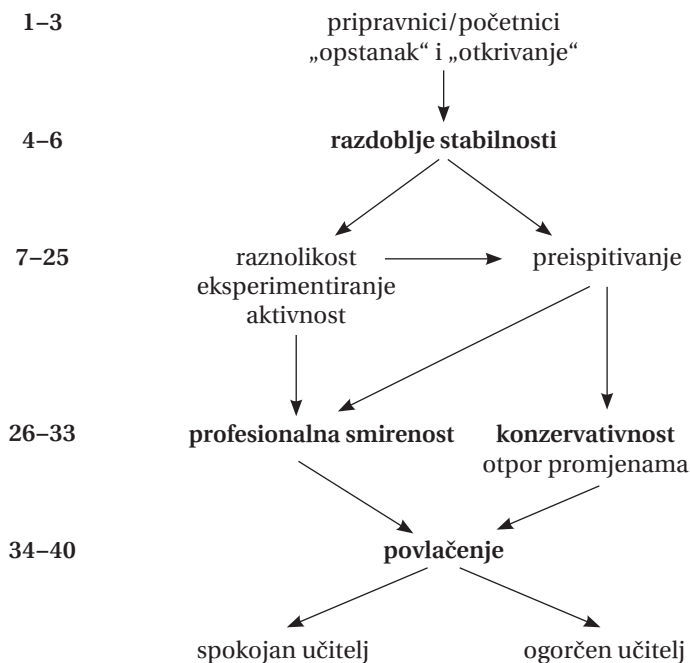 1–3
pripravnici/početnici
„opstanak“ i „otkrivanje“
4–6
razdoblje stabilnosti
7–25
raznolikost
eksperimentiranje
aktivnost
preispitivanje
26–33
profesionalna smirenost
konzervativnost
otpor promjenama
34–40
povlačenje
spokojan učitelj
ogorčen učitelj